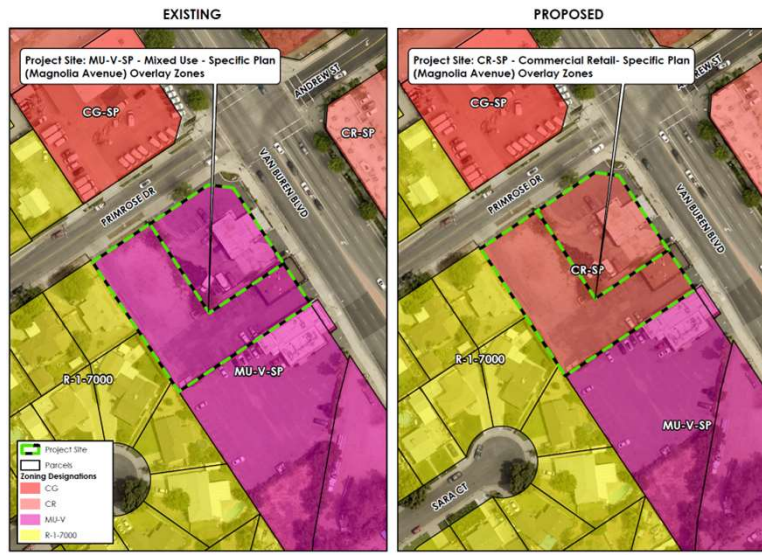 EXISTING
Project Site: MU-V-SP - Mixed Use - Specific Plan
(Magnolia Avenue) Overlay Zones
CG-SP
ANDREW ST
CR-SP
PRIMROSE DR
VAN BUREN BLVD
R-1-7000
MU-V-SP
Project Site
Parcels
Zoning Designations
CG
CR
MU-V
R-1-7000
PROPOSED
Project Site: CR-SP - Commercial Retail- Specific Plan
(Magnolia Avenue) Overlay Zones
CG-SP
ANDREW ST
CR-SP
PRIMROSE DR
VAN BUREN BLVD
CR-SP
R-1-7000
MU-V-SP
SARA CT